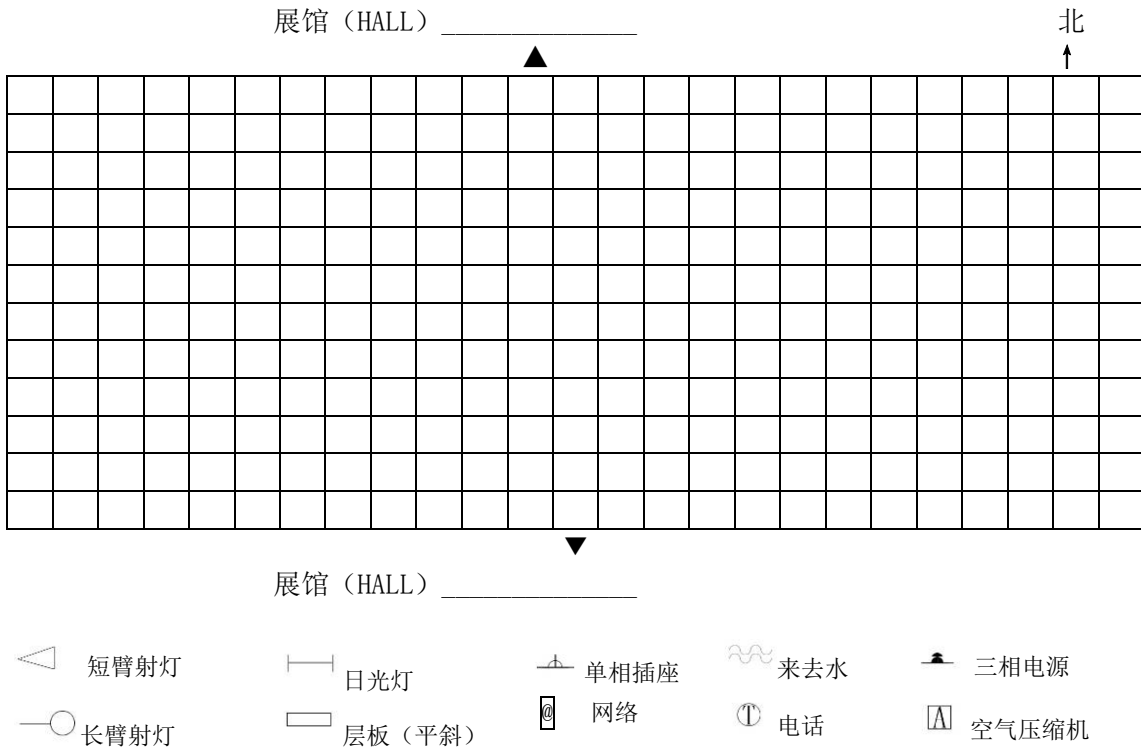 展馆（HALL）______________
北
展馆（HALL）______________
短臂射灯 日光灯 单相插座 来去水 三相电源
长臂射灯 层板（平斜） @ 网络 T 电话 A 空气压缩机